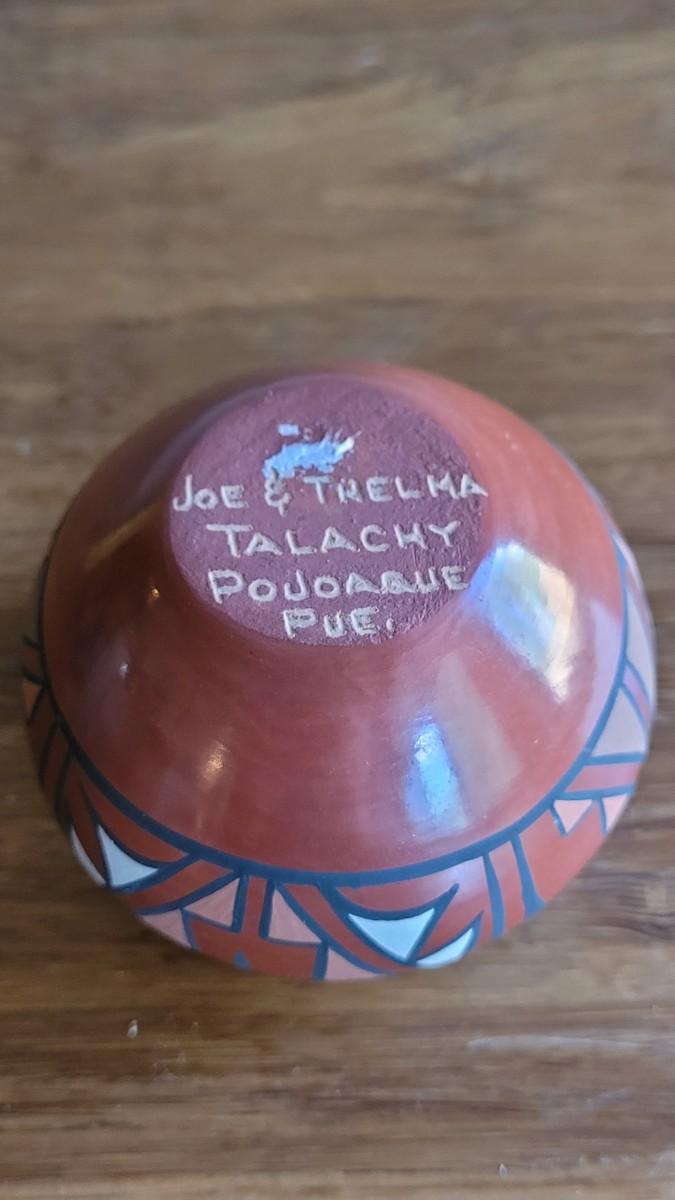 JOE & THELMA
TALACHY
POJOAQUE
PUE.